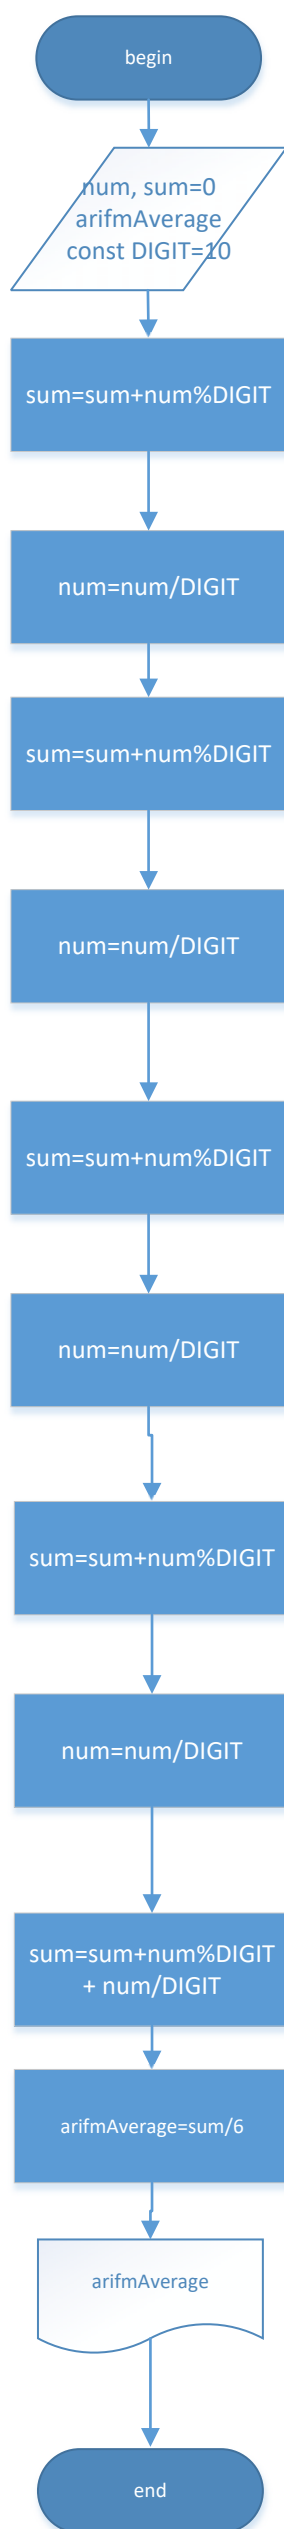 begin
num, sum=0
arifmAverage
const DIGIT=10
sum=sum+num%DIGIT
num=num/DIGIT
sum=sum+num%DIGIT
num=num/DIGIT
sum=sum+num%DIGIT
num=num/DIGIT
sum=sum+num%DIGIT
num=num/DIGIT
sum=sum+num%DIGIT
+ num/DIGIT
arifmAverage=sum/6
arifmAverage
end